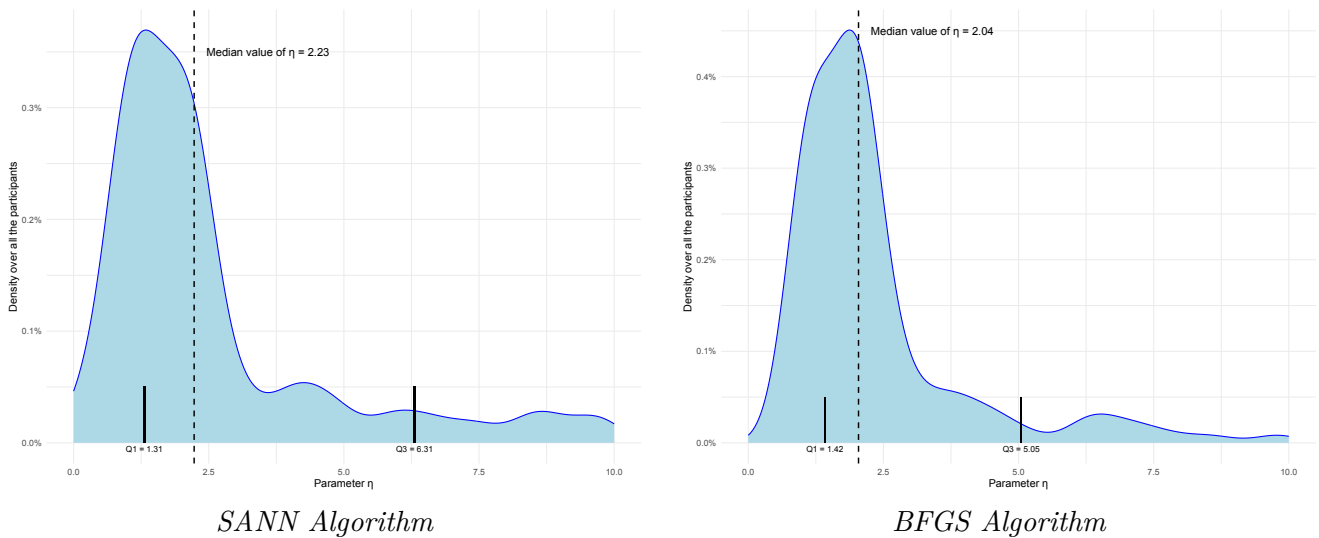 Median value of η = 2.23
0.3%
0.2%
0.1%
0.0%
Density over all the participants
Q1 = 1.31
Q3 = 6.31
0.0
2.5
5.0
7.5
10.0
Parameter η
SANN Algorithm
Median value of η = 2.04
0.4%
0.3%
0.2%
0.1%
0.0%
Density over all the participants
Q1 = 1.42
Q3 = 5.05
0.0
2.5
5.0
7.5
10.0
Parameter η
BFGS Algorithm